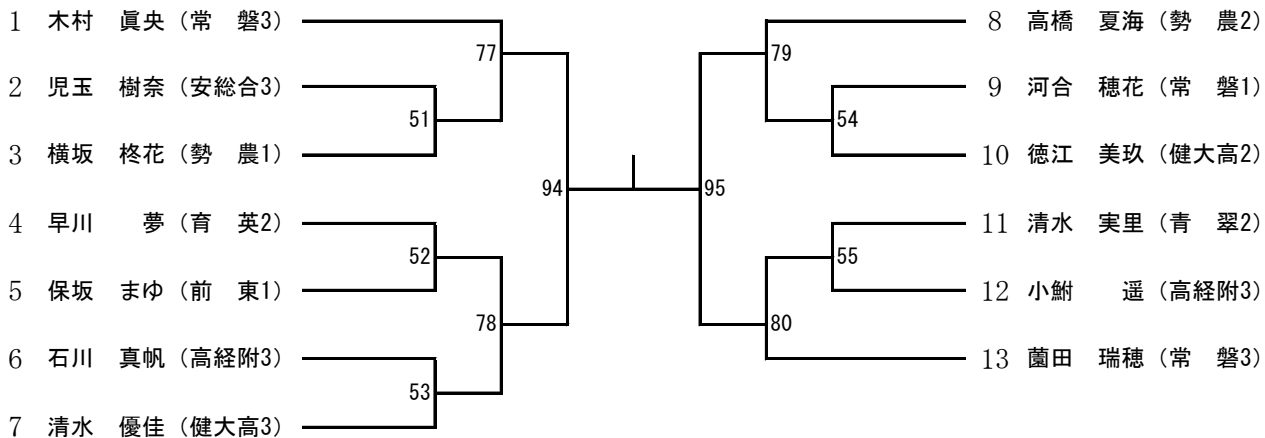 1 木村 眞央 (常 磐3)
2 児玉 樹奈 (安総合3)
3 横坂 柊花 (勢 農1)
4 早川 夢 (育 英2)
5 保坂 まゆ (前 東1)
6 石川 真帆 (高経附3)
7 清水 優佳 (健大高3)
77
51
94
52
78
53
79
54
95
55
80
8 高橋 夏海 (勢 農2)
9 河合 穂花 (常 磐1)
10 徳江 美玖 (健大高2)
11 清水 実里 (青 翠2)
12 小鮒 遥 (高経附3)
13 薗田 瑞穂 (常 磐3)